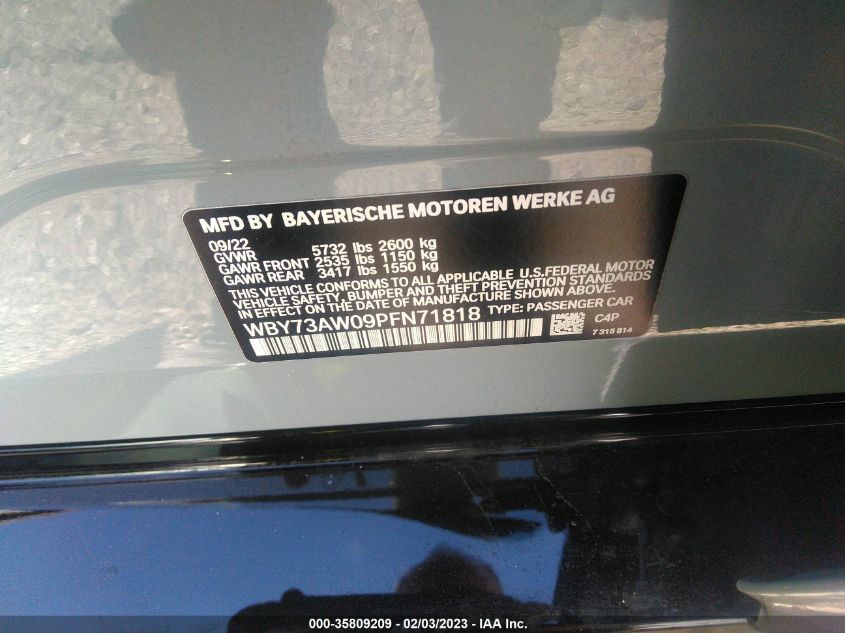 MFD BY BAYERISCHE MOTOREN WERKE AG
09/22
GVWR 5732 lbs 2600 kg
GAWR FRONT 2535 lbs 1150 kg
GAWR REAR 3417 lbs 1550 kg
THIS VEHICLE CONFORMS TO ALL APPLICABLE U.S.FEDERAL MOTOR
VEHICLE SAFETY, BUMPER AND THEFT PREVENTION STANDARDS
IN EFFECT ON THE DATE OF MANUFACTURE SHOWN ABOVE.
WBY73AW09PFN71818 TYPE: PASSENGER CAR
C4P
7 315 814
000-35809209 - 02/03/2023 - IAA Inc.